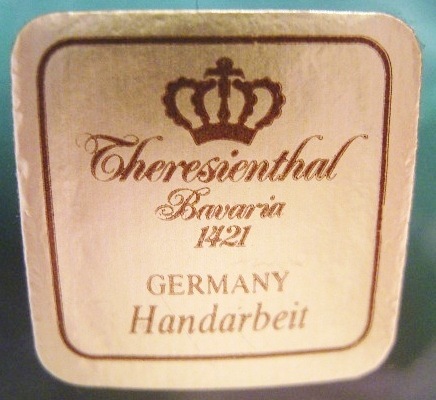 Theresienthal
Bavaria
1421
GERMANY
Handarbeit